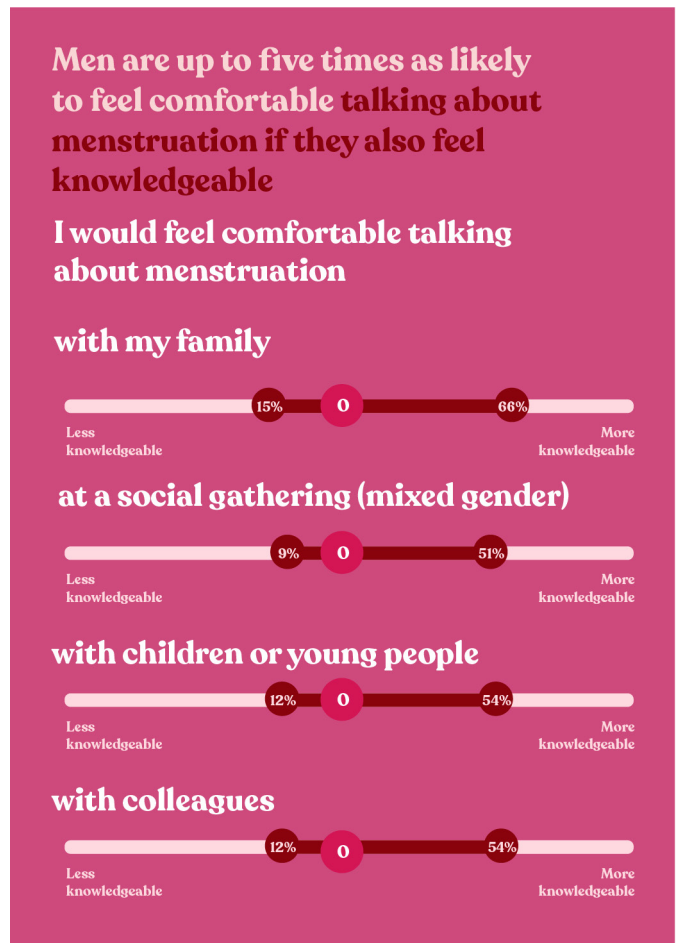 Men are up to five times as likely
to feel comfortable talking about
menstruation if they also feel
knowledgeable
I would feel comfortable talking
about menstruation
with my family
15% 0 66%
Less
knowledgeable
More
knowledgeable
at a social gathering (mixed gender)
9% 0 51%
Less
knowledgeable
More
knowledgeable
with children or young people
12% 0 54%
Less
knowledgeable
More
knowledgeable
with colleagues
12% 0 54%
Less
knowledgeable
More
knowledgeable